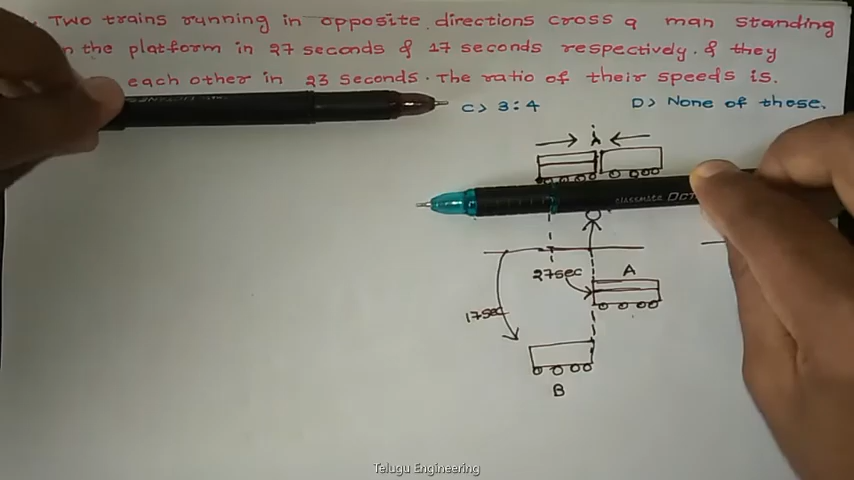 Two trains running in opposite directions cross a man standing
the platform in 27 seconds & 17 seconds respectively. & they
each other in 23 seconds. The ratio of their speeds is.
C> 3:4 D> None of these.
classmate Oct
27sec A
17sec
B
Telugu Engineering